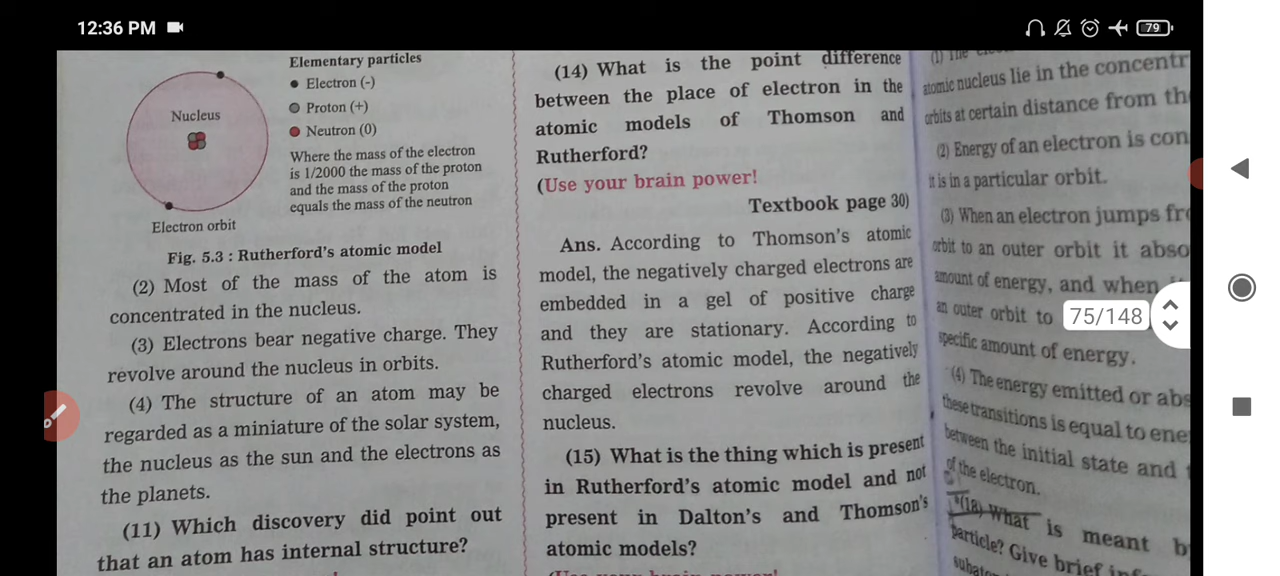 12:36 PM
79
Elementary particles
Electron (-)
Proton (+)
Neutron (0)
Where the mass of the electron
is 1/2000 the mass of the proton
and the mass of the proton
equals the mass of the neutron
Nucleus
Electron orbit
Fig. 5.3 : Rutherford's atomic model
(2) Most of the mass of the atom is
concentrated in the nucleus.
(3) Electrons bear negative charge. They
revolve around the nucleus in orbits.
(4) The structure of an atom may be
regarded as a miniature of the solar system,
the nucleus as the sun and the electrons as
the planets.
(11) Which discovery did point out
that an atom has internal structure?
(14) What is the point difference
between the place of electron in the
atomic models of Thomson and
Rutherford?
(Use your brain power!
Textbook page 30)
Ans. According to Thomson's atomic
model, the negatively charged electrons are
embedded in a gel of positive charge
and they are stationary. According to
Rutherford's atomic model, the negatively
charged electrons revolve around the
nucleus.
(15) What is the thing which is present
in Rutherford's atomic model and not
present in Dalton's and Thomson's
atomic models?
(1) The
atomic nucleus lie in the concentr
orbits at certain distance from th
(2) Energy of an electron is con
it is in a particular orbit.
(3) When an electron jumps fr
orbit to an outer orbit it abso
amount of energy, and when
an outer orbit to
75/148
specific amount of energy.
(4) The energy emitted or abs
these transitions is equal to ene
between the initial state and
of the electron.
*(18) What is meant b
particle? Give brief inf